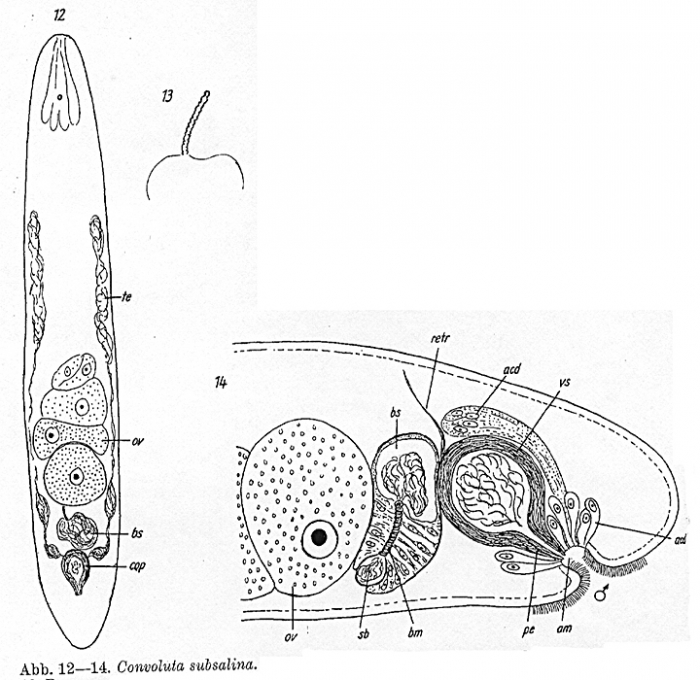 12
13
te
retr
acd
14
vs
bs
ov
bs
cop
ad
ov
sb
bm
pe
am
♂
Abb. 12—14. Convoluta subsalina.